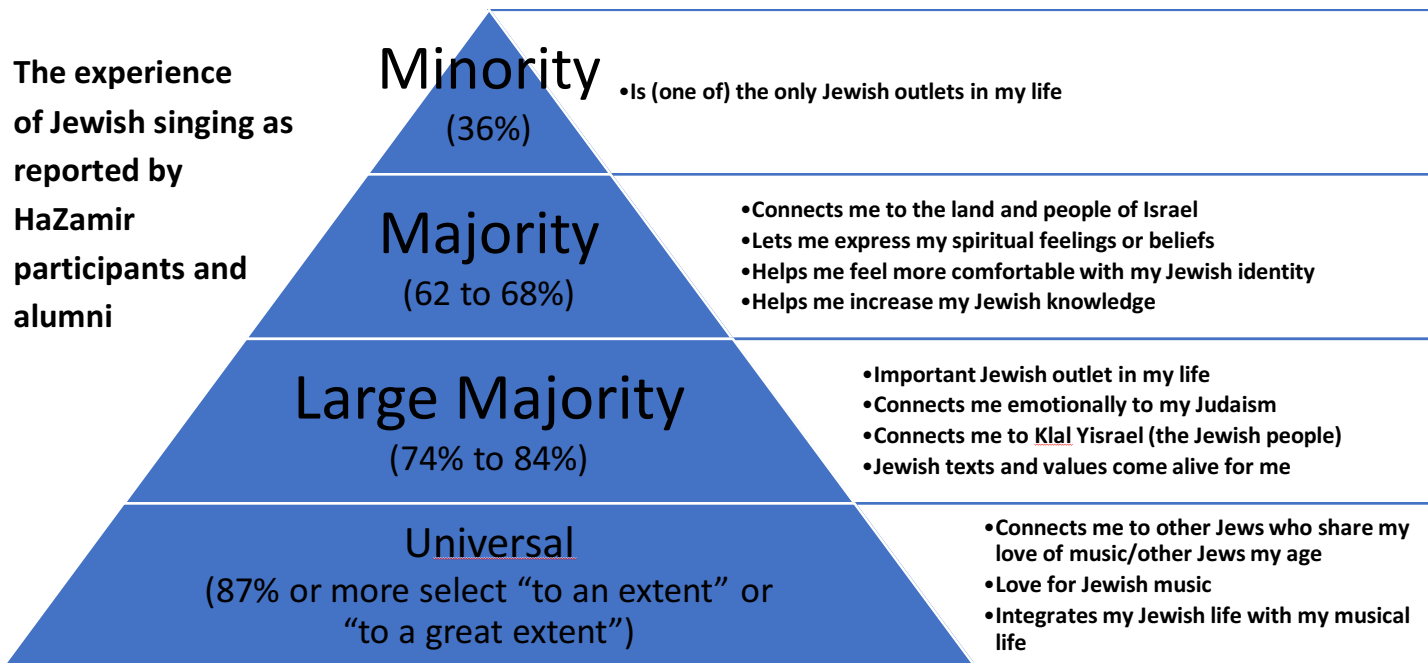 The experience
of Jewish singing as
reported by
HaZamir
participants and
alumni
Minority
(36%)
•Is (one of) the only Jewish outlets in my life
Majority
(62 to 68%)
•Connects me to the land and people of Israel
•Lets me express my spiritual feelings or beliefs
•Helps me feel more comfortable with my Jewish identity
•Helps me increase my Jewish knowledge
Large Majority
(74% to 84%)
•Important Jewish outlet in my life
•Connects me emotionally to my Judaism
•Connects me to Klal Yisrael (the Jewish people)
•Jewish texts and values come alive for me
Universal
(87% or more select “to an extent” or
“to a great extent”)
•Connects me to other Jews who share my
love of music/other Jews my age
•Love for Jewish music
•Integrates my Jewish life with my musical
life